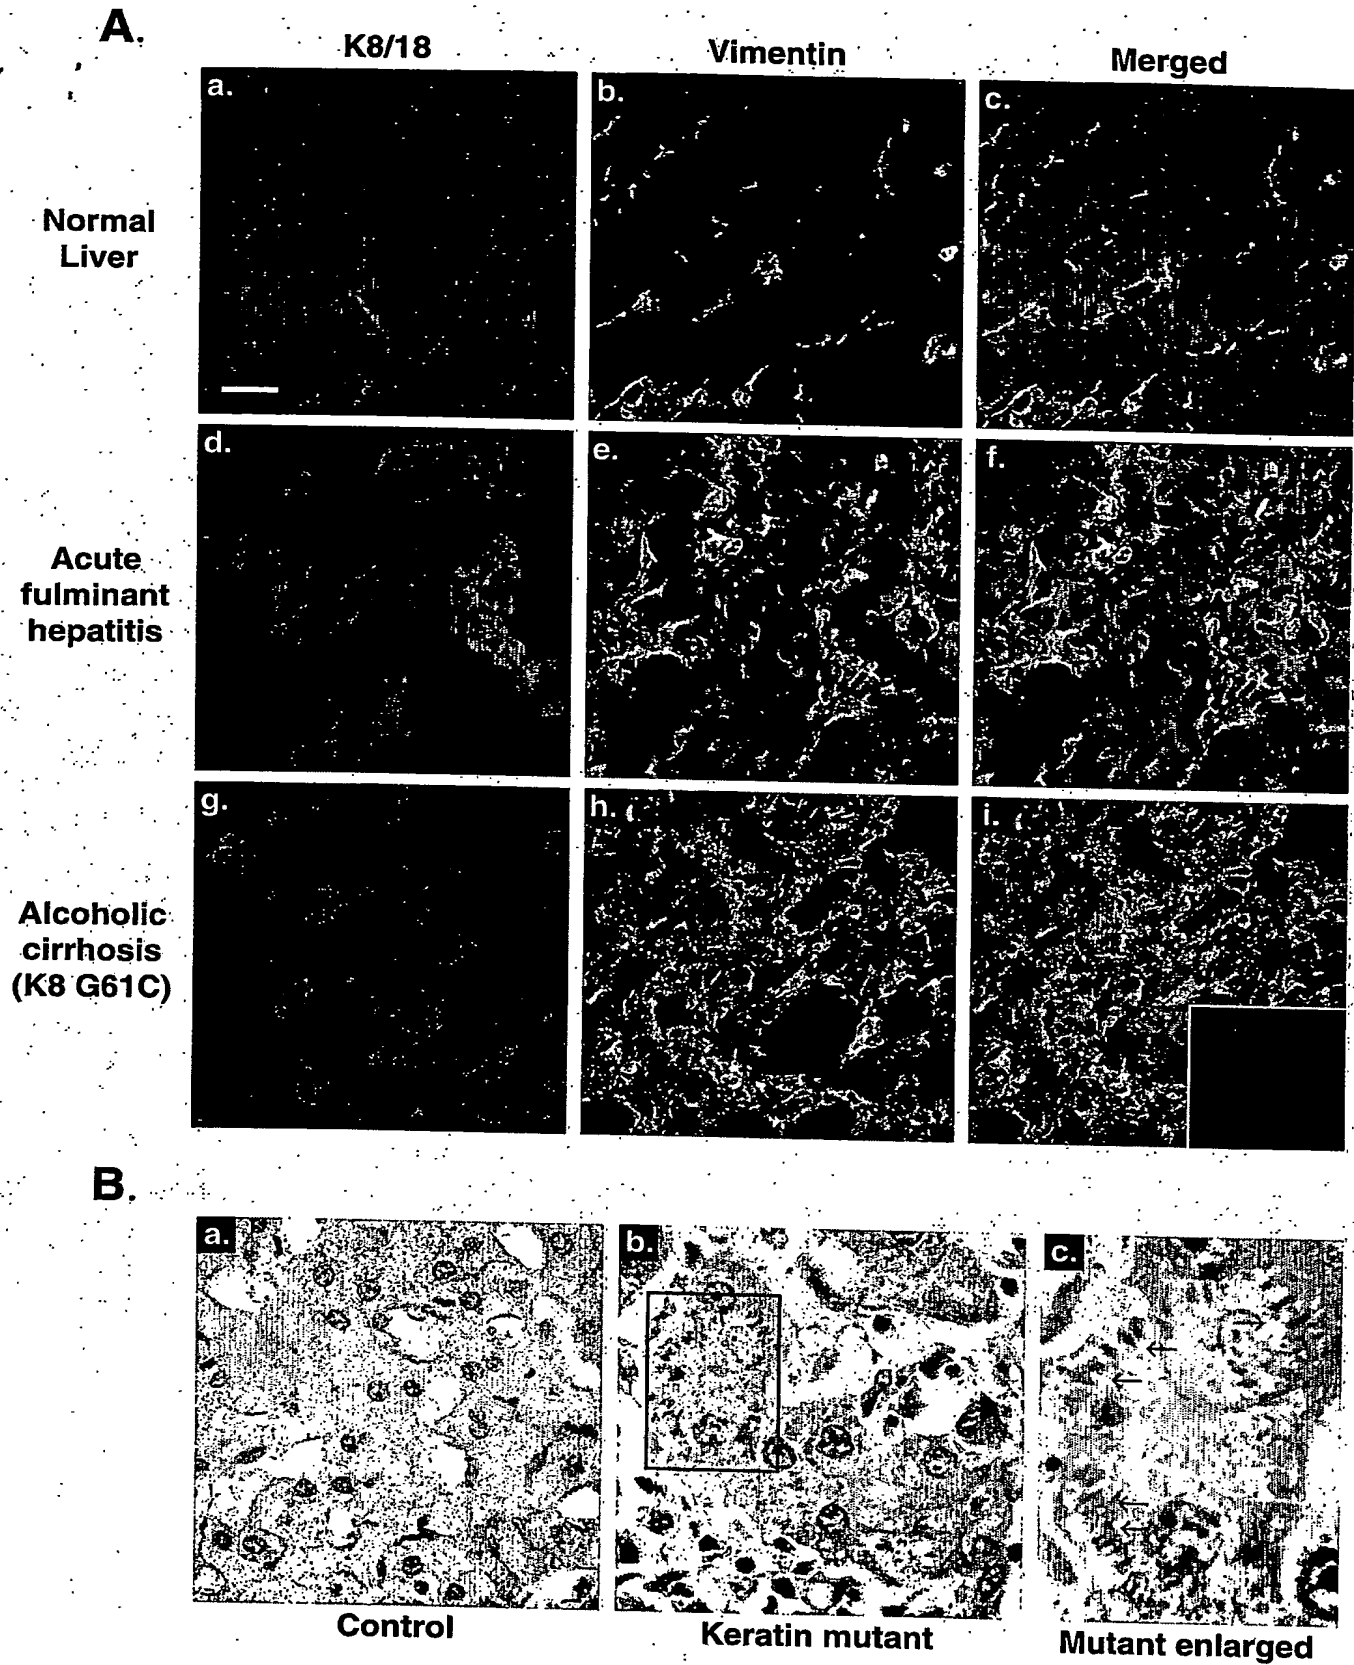 A.
K8/18
Vimentin
Merged
Normal
Liver
a.
b.
c.
Acute
fulminant
hepatitis
d.
e.
f.
Alcoholic
cirrhosis
(K8 G61C)
g.
h.
i.
B.
a.
b.
c.
Control
Keratin mutant
Mutant enlarged